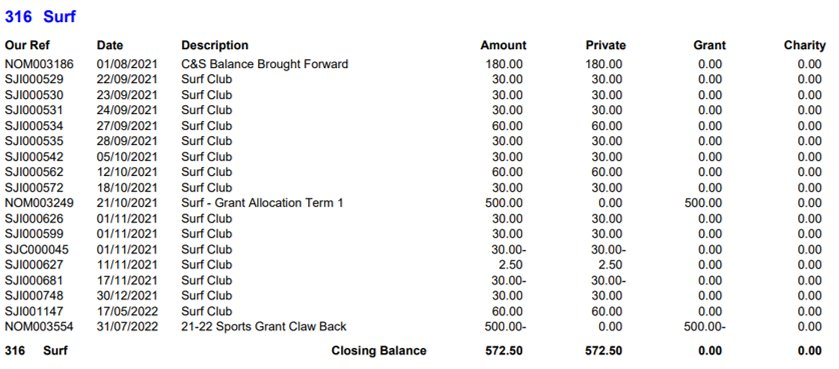 316 Surf
Our Ref Date Description Amount Private Grant Charity
NOM003186 01/08/2021 C&S Balance Brought Forward 180.00 180.00 0.00 0.00
SJI000529 22/09/2021 Surf Club 30.00 30.00 0.00 0.00
SJI000530 23/09/2021 Surf Club 30.00 30.00 0.00 0.00
SJI000531 24/09/2021 Surf Club 30.00 30.00 0.00 0.00
SJI000534 27/09/2021 Surf Club 60.00 60.00 0.00 0.00
SJI000535 28/09/2021 Surf Club 30.00 30.00 0.00 0.00
SJI000542 05/10/2021 Surf Club 30.00 30.00 0.00 0.00
SJI000562 12/10/2021 Surf Club 60.00 60.00 0.00 0.00
SJI000572 18/10/2021 Surf Club 30.00 30.00 0.00 0.00
NOM003249 21/10/2021 Surf - Grant Allocation Term 1 500.00 0.00 500.00 0.00
SJI000626 01/11/2021 Surf Club 30.00 30.00 0.00 0.00
SJI000599 01/11/2021 Surf Club 30.00 30.00 0.00 0.00
SJC000045 01/11/2021 Surf Club 30.00- 30.00- 0.00 0.00
SJI000627 11/11/2021 Surf Club 2.50 2.50 0.00 0.00
SJI000681 17/11/2021 Surf Club 30.00- 30.00- 0.00 0.00
SJI000748 30/12/2021 Surf Club 30.00 30.00 0.00 0.00
SJI001147 17/05/2022 Surf Club 60.00 60.00 0.00 0.00
NOM003554 31/07/2022 21-22 Sports Grant Claw Back 500.00- 0.00 500.00- 0.00
316 Surf Closing Balance 572.50 572.50 0.00 0.00